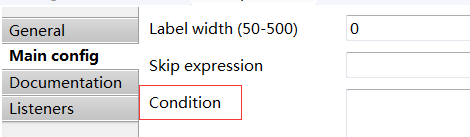 General
Main config
Documentation
Listeners
Label width (50-500)
0
Skip expression
Condition